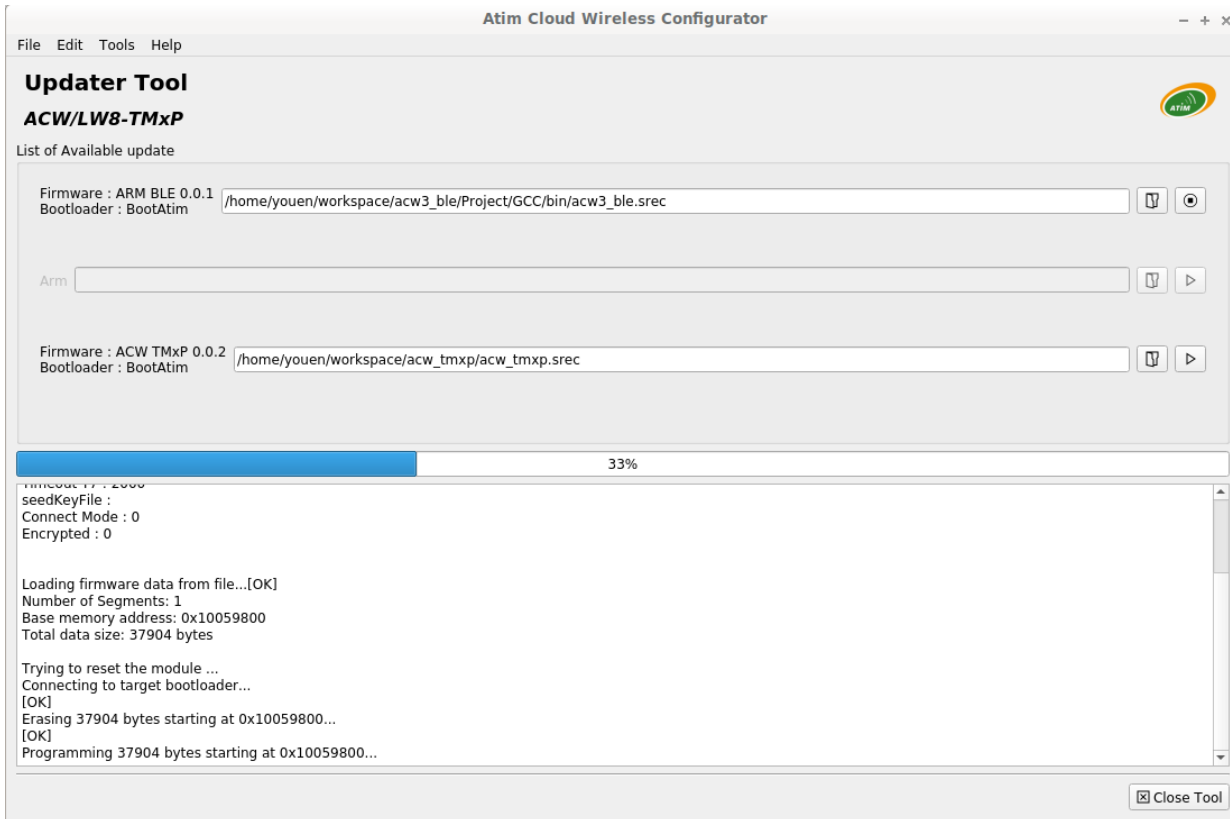 Atim Cloud Wireless Configurator
File Edit Tools Help
Updater Tool
ACW/LW8-TMxP
ATIM
List of Available update
Firmware : ARM BLE 0.0.1
Bootloader : BootAtim
/home/youen/workspace/acw3_ble/Project/GCC/bin/acw3_ble.srec
Arm
Firmware : ACW TMxP 0.0.2
Bootloader : BootAtim
/home/youen/workspace/acw_tmxp/acw_tmxp.srec
33%
Timeout T7 : 2000
seedKeyFile :
Connect Mode : 0
Encrypted : 0
Loading firmware data from file...[OK]
Number of Segments: 1
Base memory address: 0x10059800
Total data size: 37904 bytes
Trying to reset the module ...
Connecting to target bootloader...
[OK]
Erasing 37904 bytes starting at 0x10059800...
[OK]
Programming 37904 bytes starting at 0x10059800...
Close Tool